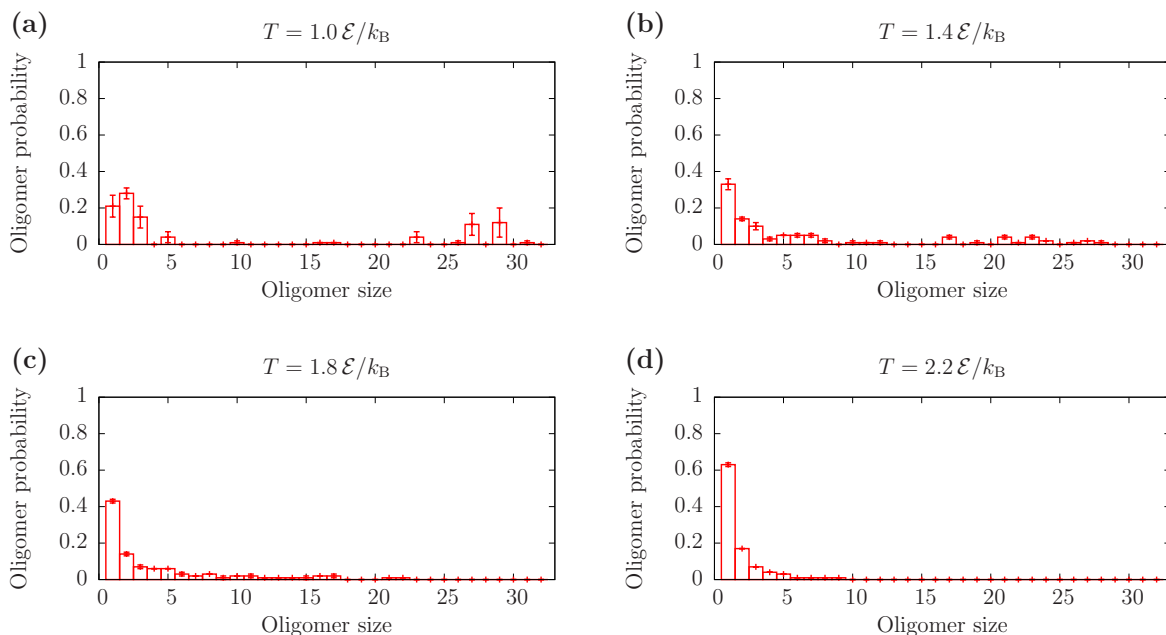 (a)
T = 1.0 ℰ/k_B
Oligomer probability
1
0.8
0.6
0.4
0.2
0
0 5 10 15 20 25 30
Oligomer size
(b)
T = 1.4 ℰ/k_B
Oligomer probability
1
0.8
0.6
0.4
0.2
0
0 5 10 15 20 25 30
Oligomer size
(c)
T = 1.8 ℰ/k_B
Oligomer probability
1
0.8
0.6
0.4
0.2
0
0 5 10 15 20 25 30
Oligomer size
(d)
T = 2.2 ℰ/k_B
Oligomer probability
1
0.8
0.6
0.4
0.2
0
0 5 10 15 20 25 30
Oligomer size